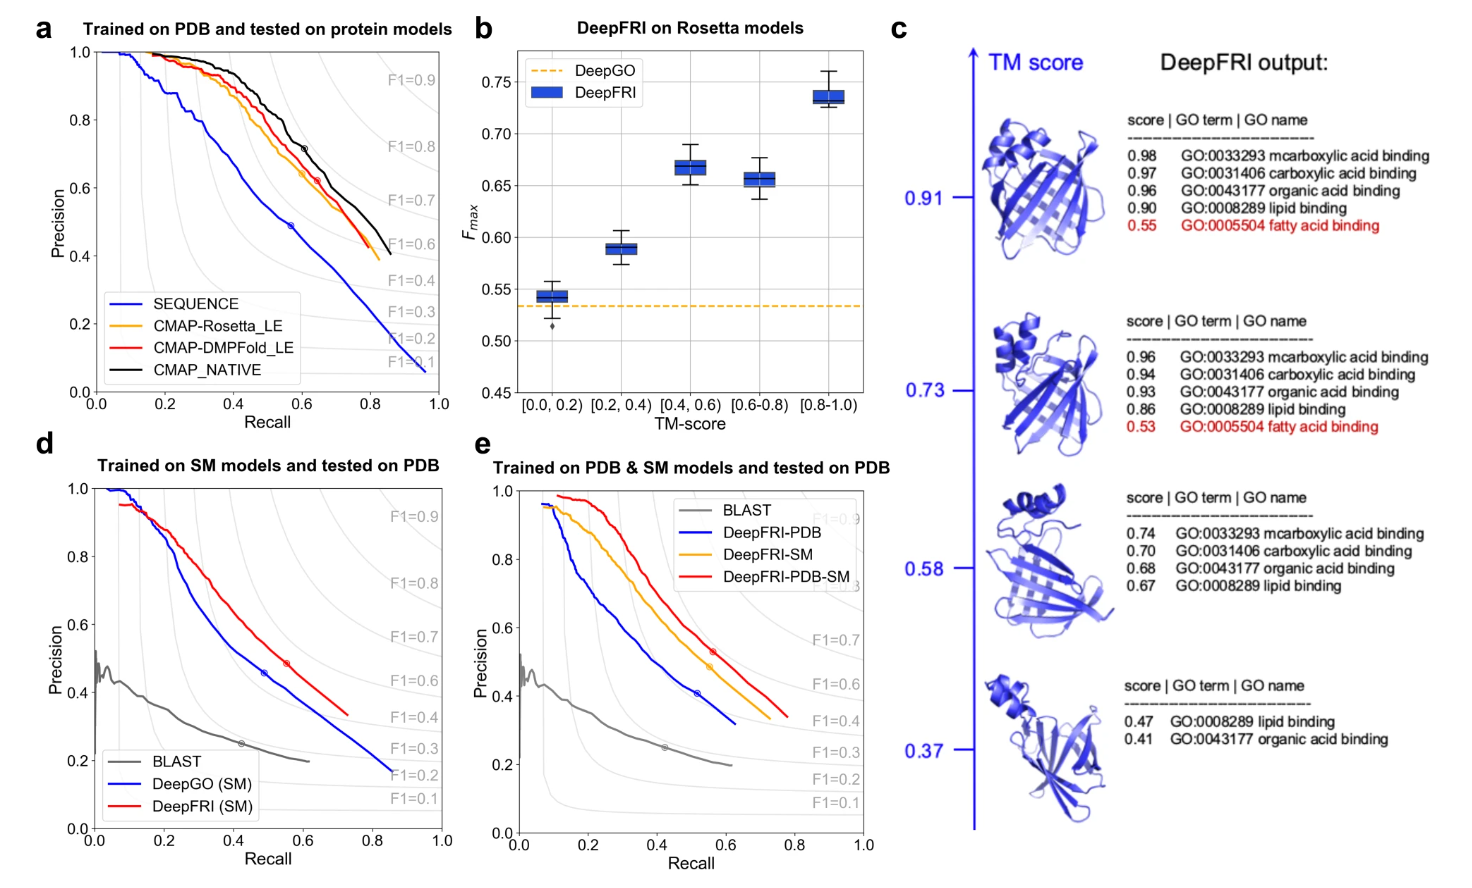 a
Trained on PDB and tested on protein models
1.0
0.8
0.6
0.4
0.2
0.0
Precision
F1=0.9
F1=0.8
F1=0.7
F1=0.6
F1=0.4
F1=0.3
F1=0.2
F1=0.1
SEQUENCE
CMAP-Rosetta_LE
CMAP-DMPFold_LE
CMAP_NATIVE
0.0 0.2 0.4 0.6 0.8 1.0
Recall
b
DeepFRI on Rosetta models
DeepGO
DeepFRI
0.75
0.70
0.65
0.60
0.55
0.50
0.45
Fmax
[0.0, 0.2) [0.2, 0.4) [0.4, 0.6) [0.6-0.8) [0.8-1.0)
TM-score
c
TM score
DeepFRI output:
0.91
score | GO term | GO name
------------------------------
0.98 GO:0033293 mcarboxylic acid binding
0.97 GO:0031406 carboxylic acid binding
0.96 GO:0043177 organic acid binding
0.90 GO:0008289 lipid binding
0.55 GO:0005504 fatty acid binding
0.73
score | GO term | GO name
------------------------------
0.96 GO:0033293 mcarboxylic acid binding
0.94 GO:0031406 carboxylic acid binding
0.93 GO:0043177 organic acid binding
0.86 GO:0008289 lipid binding
0.53 GO:0005504 fatty acid binding
0.58
score | GO term | GO name
------------------------------
0.74 GO:0033293 mcarboxylic acid binding
0.70 GO:0031406 carboxylic acid binding
0.68 GO:0043177 organic acid binding
0.67 GO:0008289 lipid binding
0.37
score | GO term | GO name
------------------------------
0.47 GO:0008289 lipid binding
0.41 GO:0043177 organic acid binding
d
Trained on SM models and tested on PDB
1.0
0.8
0.6
0.4
0.2
0.0
Precision
F1=0.9
F1=0.8
F1=0.7
F1=0.6
F1=0.4
F1=0.3
F1=0.2
F1=0.1
BLAST
DeepGO (SM)
DeepFRI (SM)
0.0 0.2 0.4 0.6 0.8 1.0
Recall
e
Trained on PDB & SM models and tested on PDB
1.0
0.8
0.6
0.4
0.2
0.0
Precision
BLAST
DeepFRI-PDB
DeepFRI-SM
DeepFRI-PDB-SM
F1=0.9
F1=0.8
F1=0.7
F1=0.6
F1=0.4
F1=0.3
F1=0.2
F1=0.1
0.0 0.2 0.4 0.6 0.8 1.0
Recall